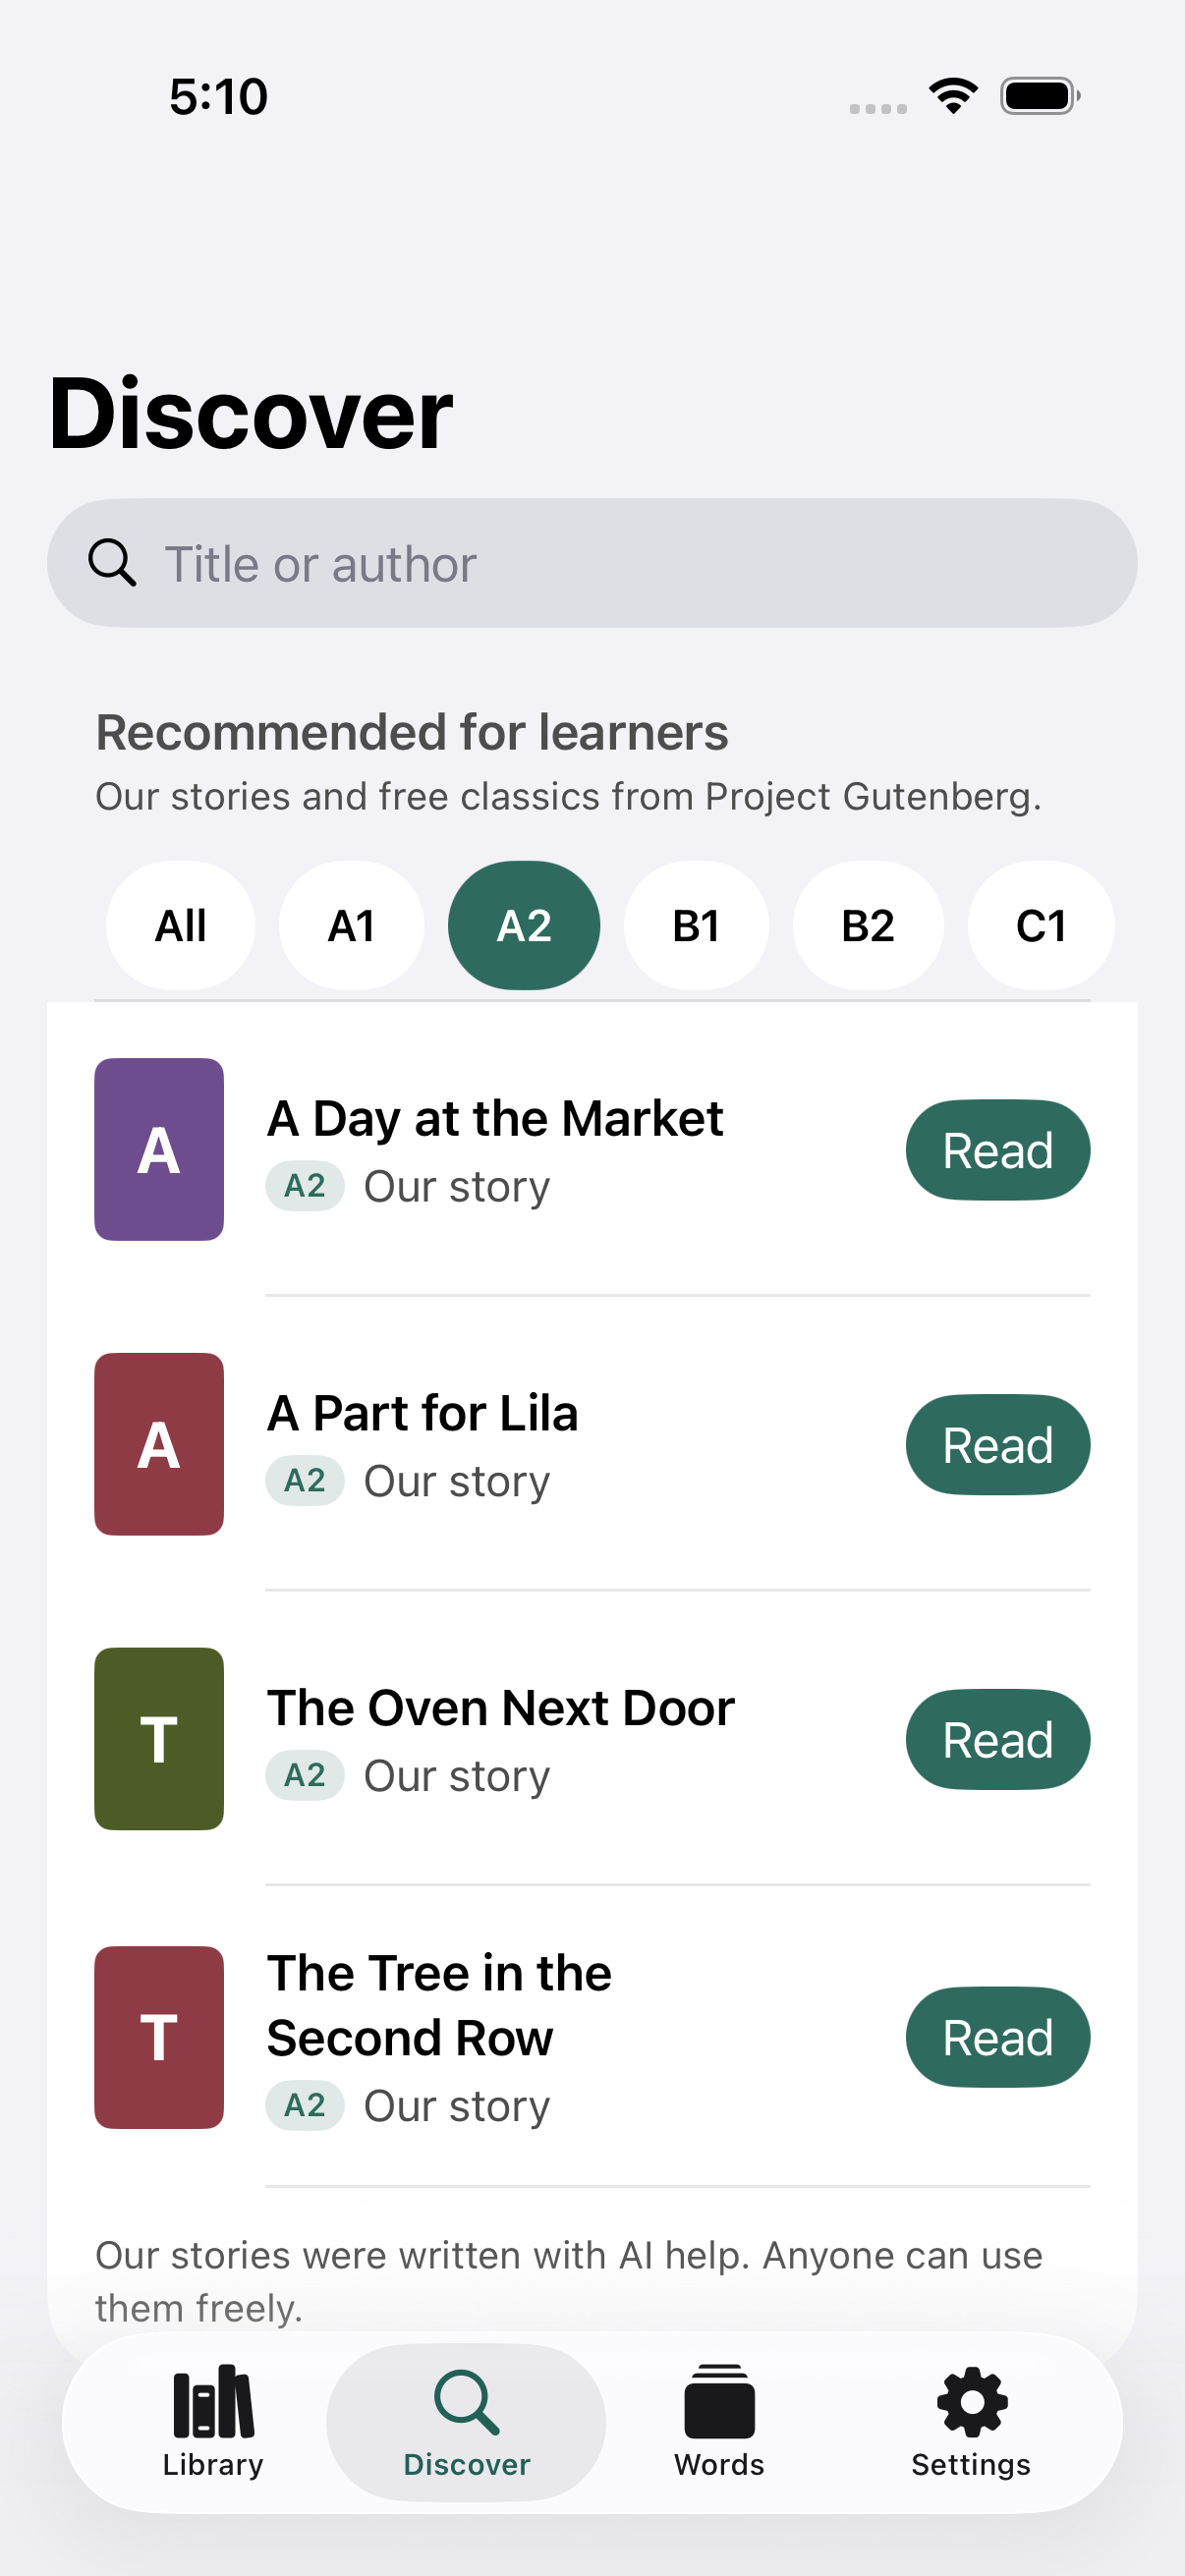 5:10
Discover
Title or author
Recommended for learners
Our stories and free classics from Project Gutenberg.
All A1 A2 B1 B2 C1
A
A Day at the Market
A2 Our story
Read
A
A Part for Lila
A2 Our story
Read
T
The Oven Next Door
A2 Our story
Read
T
The Tree in the
Second Row
A2 Our story
Read
Our stories were written with AI help. Anyone can use
them freely.
Library Discover Words Settings